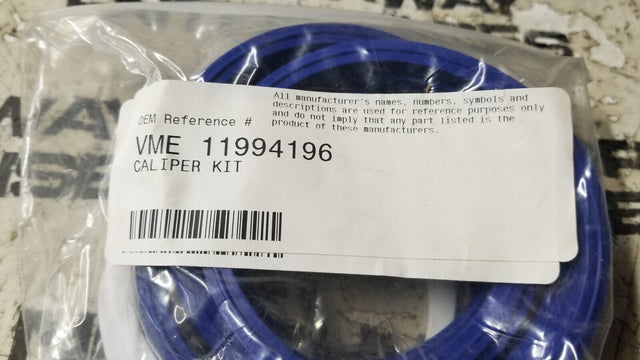 All manufacturer's names, numbers, symbols and
descriptions are used for reference purposes only
and do not imply that any part listed is the
product of these manufacturers.
OEM Reference #
VME 11994196
CALIPER KIT